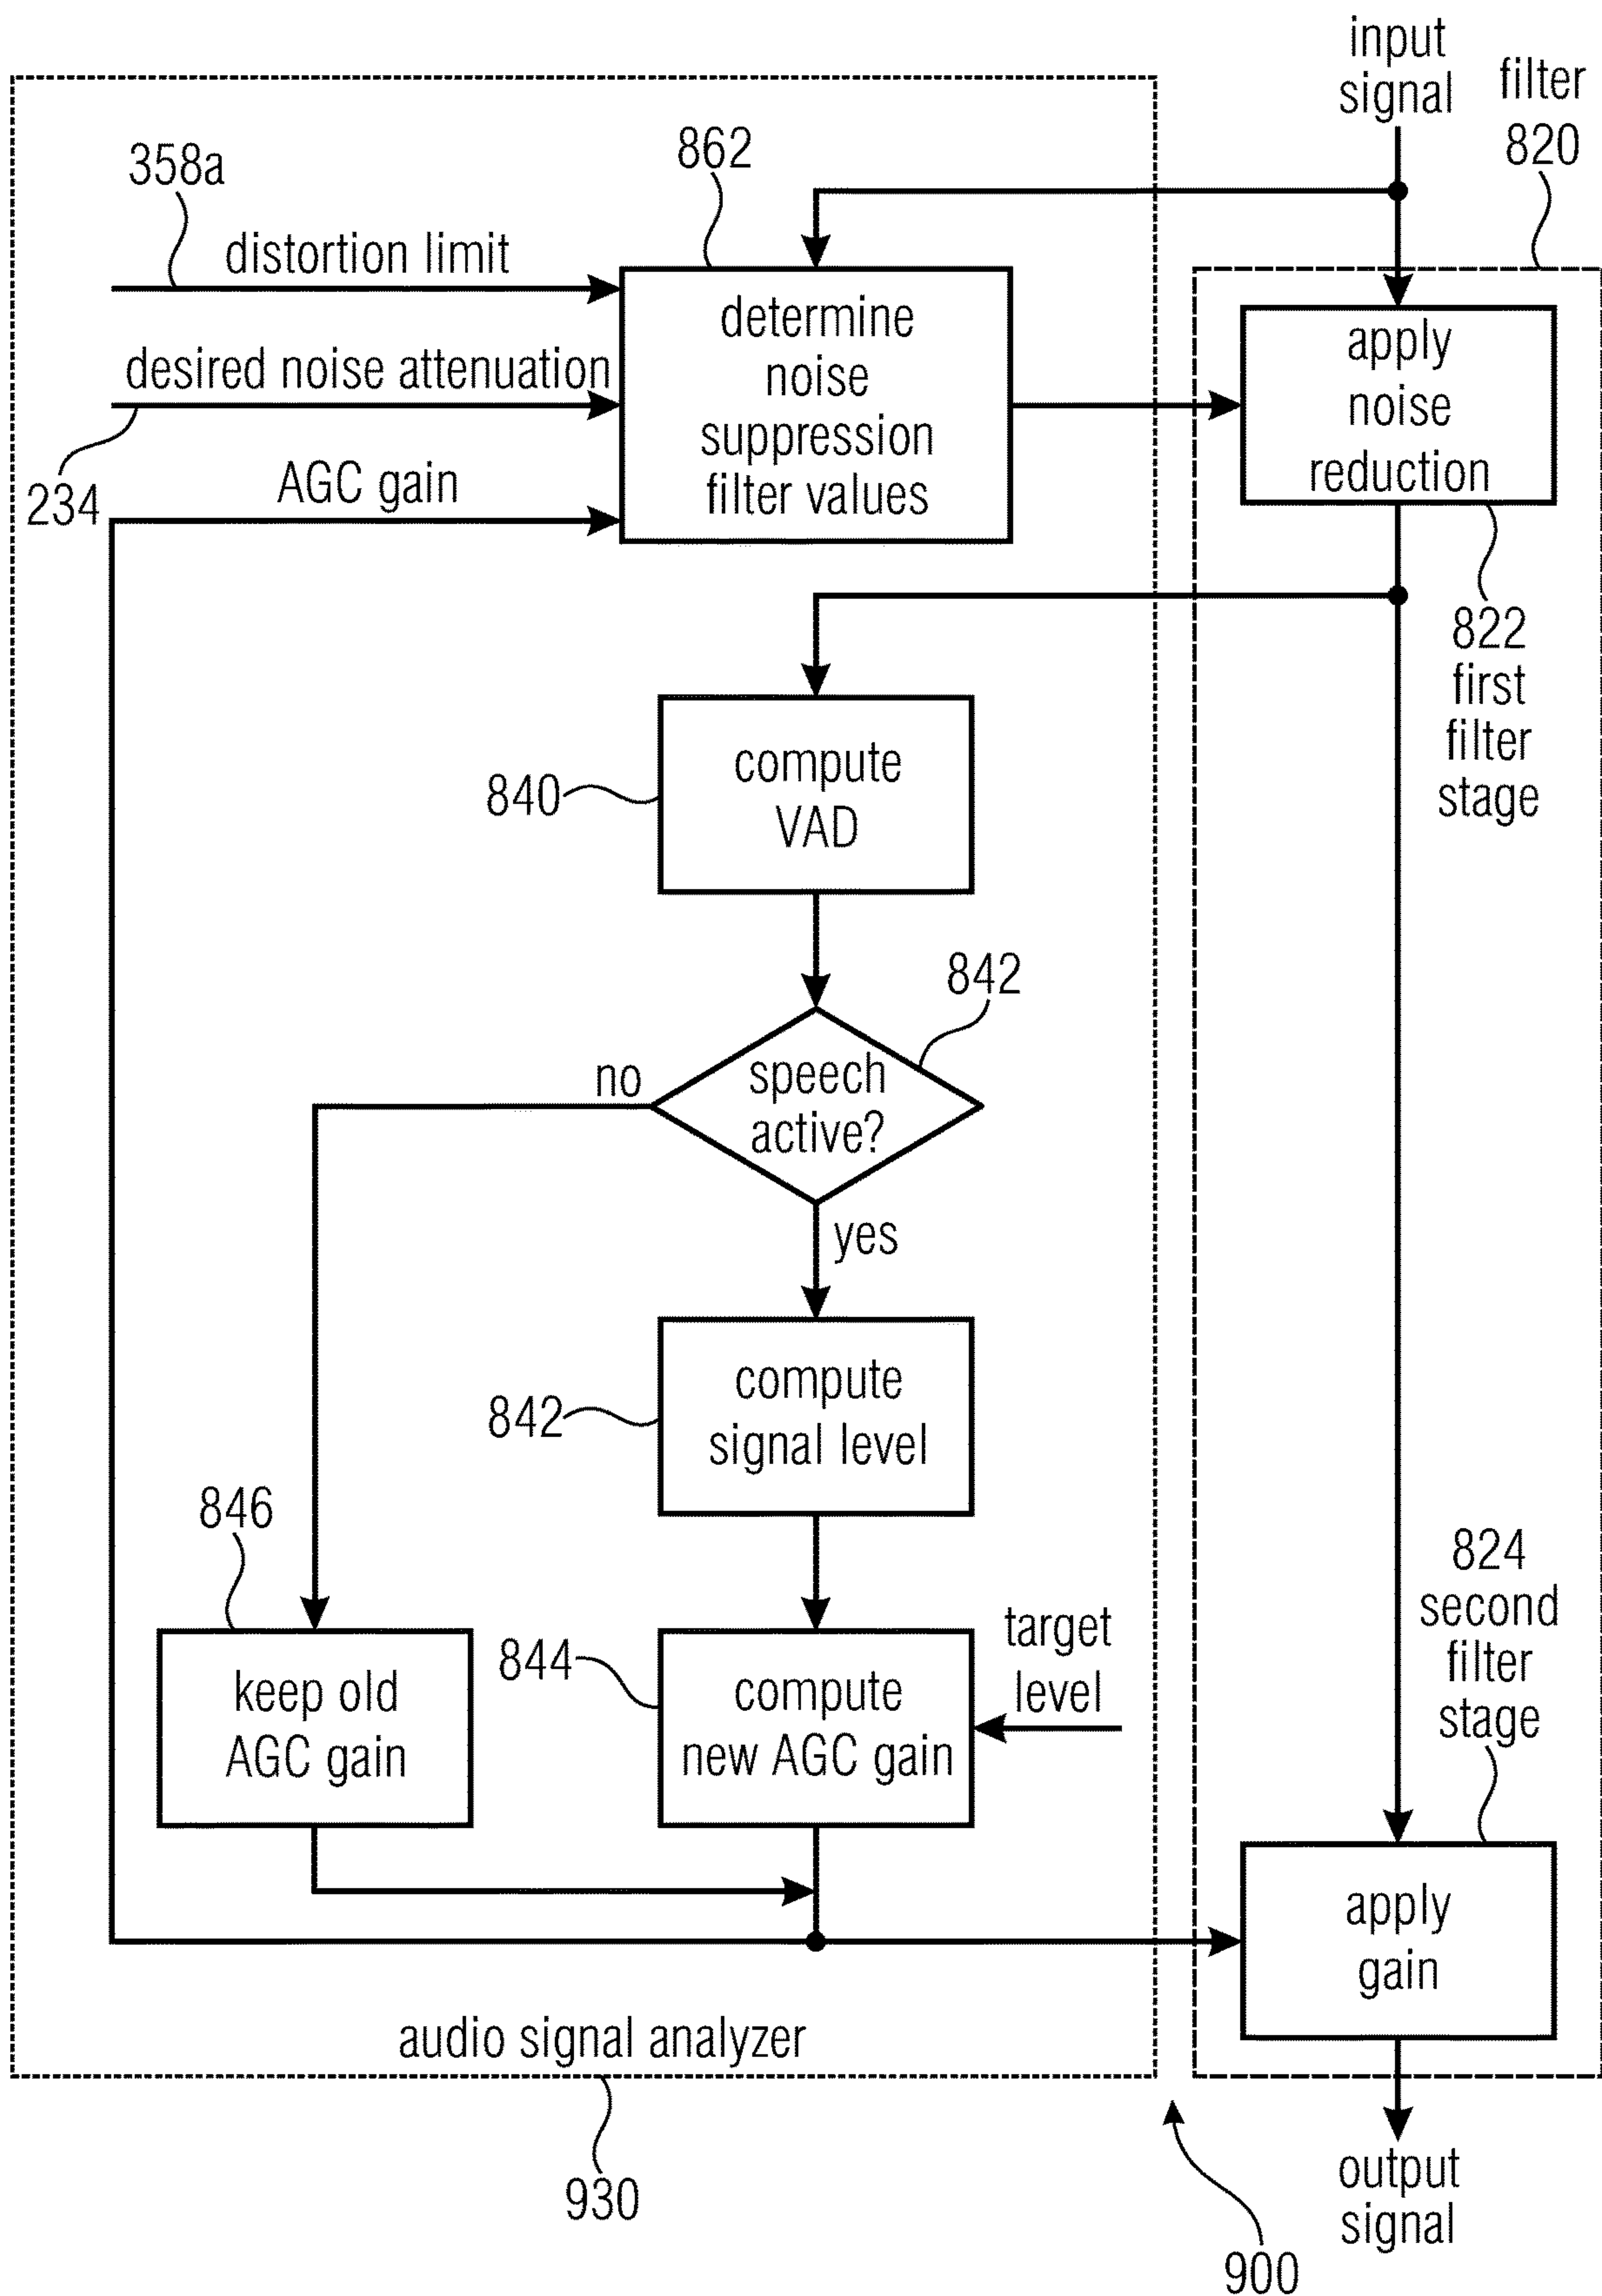 input
signal
filter
820
862
358a
distortion limit
determine
noise
suppression
filter values
apply
noise
reduction
desired noise attenuation
234
AGC gain
822
first
filter
stage
compute
VAD
840
842
no
speech
active?
yes
compute
signal level
842
846
824
second
filter
stage
keep old
AGC gain
844
compute
new AGC gain
target
level
apply
gain
audio signal analyzer
930
output
signal
900